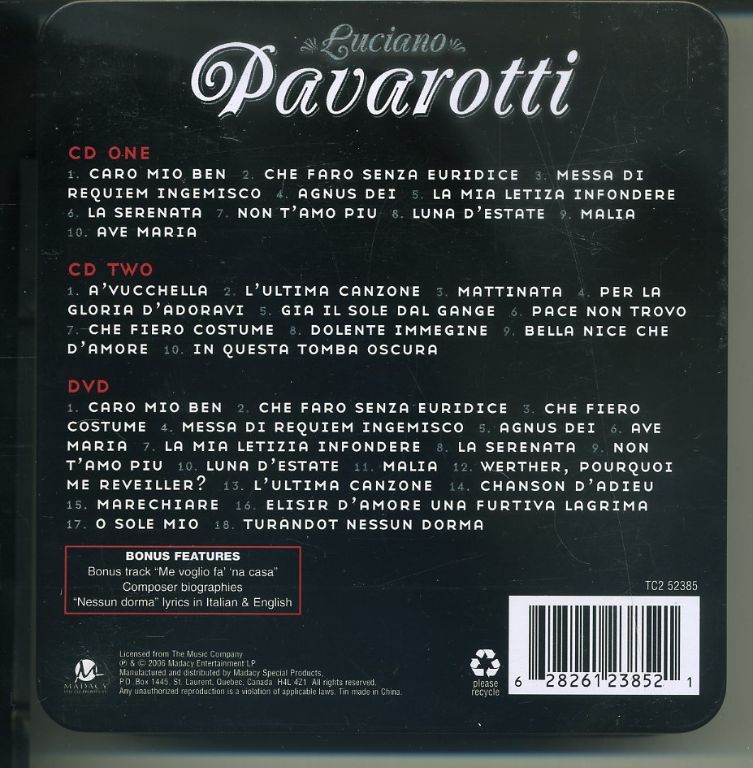 Luciano
Pavarotti
CD ONE
1. CARO MIO BEN 2. CHE FARO SENZA EURIDICE 3. MESSA DI
REQUIEM INGEMISCO 4. AGNUS DEI 5. LA MIA LETIZA INFONDERE
6. LA SERENATA 7. NON T'AMO PIU 8. LUNA D'ESTATE 9. MALIA
10. AVE MARIA
CD TWO
1. A'VUCCHELLA 2. L'ULTIMA CANZONE 3. MATTINATA 4. PER LA
GLORIA D'ADORAVI 5. GIA IL SOLE DAL GANGE 6. PACE NON TROVO
7. CHE FIERO COSTUME 8. DOLENTE IMMEGINE 9. BELLA NICE CHE
D'AMORE 10. IN QUESTA TOMBA OSCURA
DVD
1. CARO MIO BEN 2. CHE FARO SENZA EURIDICE 3. CHE FIERO
COSTUME 4. MESSA DI REQUIEM INGEMISCO 5. AGNUS DEI 6. AVE
MARIA 7. LA MIA LETIZIA INFONDERE 8. LA SERENATA 9. NON
T'AMO PIU 10. LUNA D'ESTATE 11. MALIA 12. WERTHER, POURQUOI
ME REVEILLER? 13. L'ULTIMA CANZONE 14. CHANSON D'ADIEU
15. MARECHIARE 16. ELISIR D'AMORE UNA FURTIVA LAGRIMA
17. O SOLE MIO 18. TURANDOT NESSUN DORMA
BONUS FEATURES
Bonus track "Me voglio fa' 'na casa"
Composer biographies
"Nessun dorma" lyrics in Italian & English
TC2 52385
Licensed from The Music Company
℗ & © 2006 Madacy Entertainment LP
Manufactured and distributed by Madacy Special Products,
P.O. Box 1445, St. Laurent, Quebec, Canada H4L 4Z1 All rights reserved.
Any unauthorized reproduction is a violation of applicable laws. Tin made in China.
MADACY
please
recycle
6 28261 23852 1